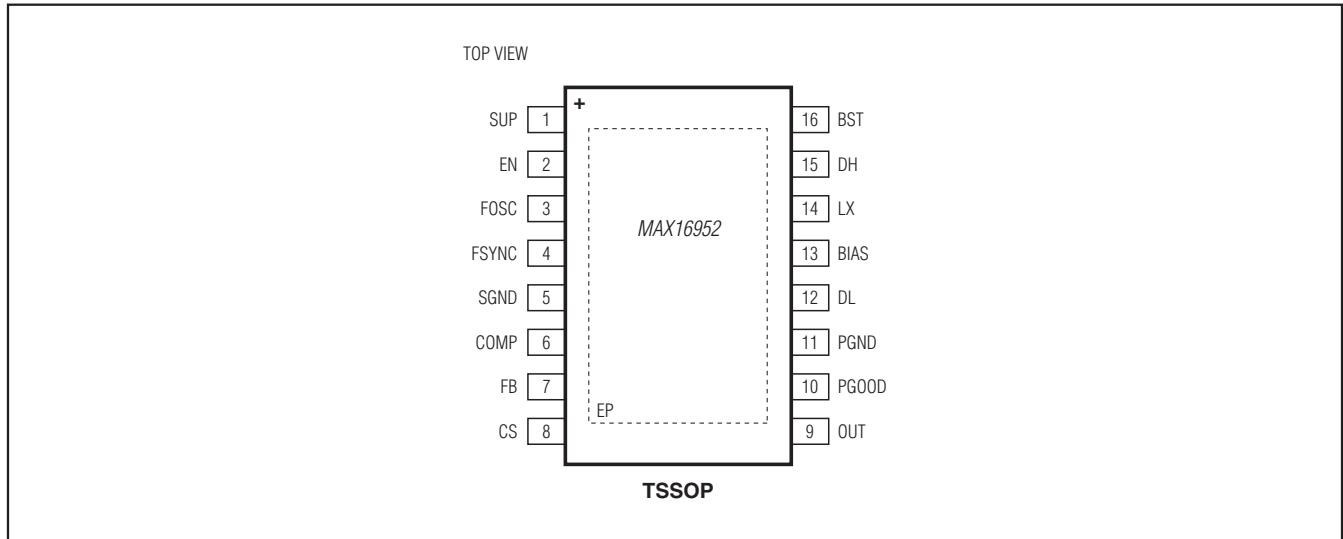 TOP VIEW
+
SUP 1 16 BST
EN 2 15 DH
FOSC 3 14 LX
MAX16952
FSYNC 4 13 BIAS
SGND 5 12 DL
COMP 6 11 PGND
FB 7 10 PGOOD
EP
CS 8 9 OUT
TSSOP